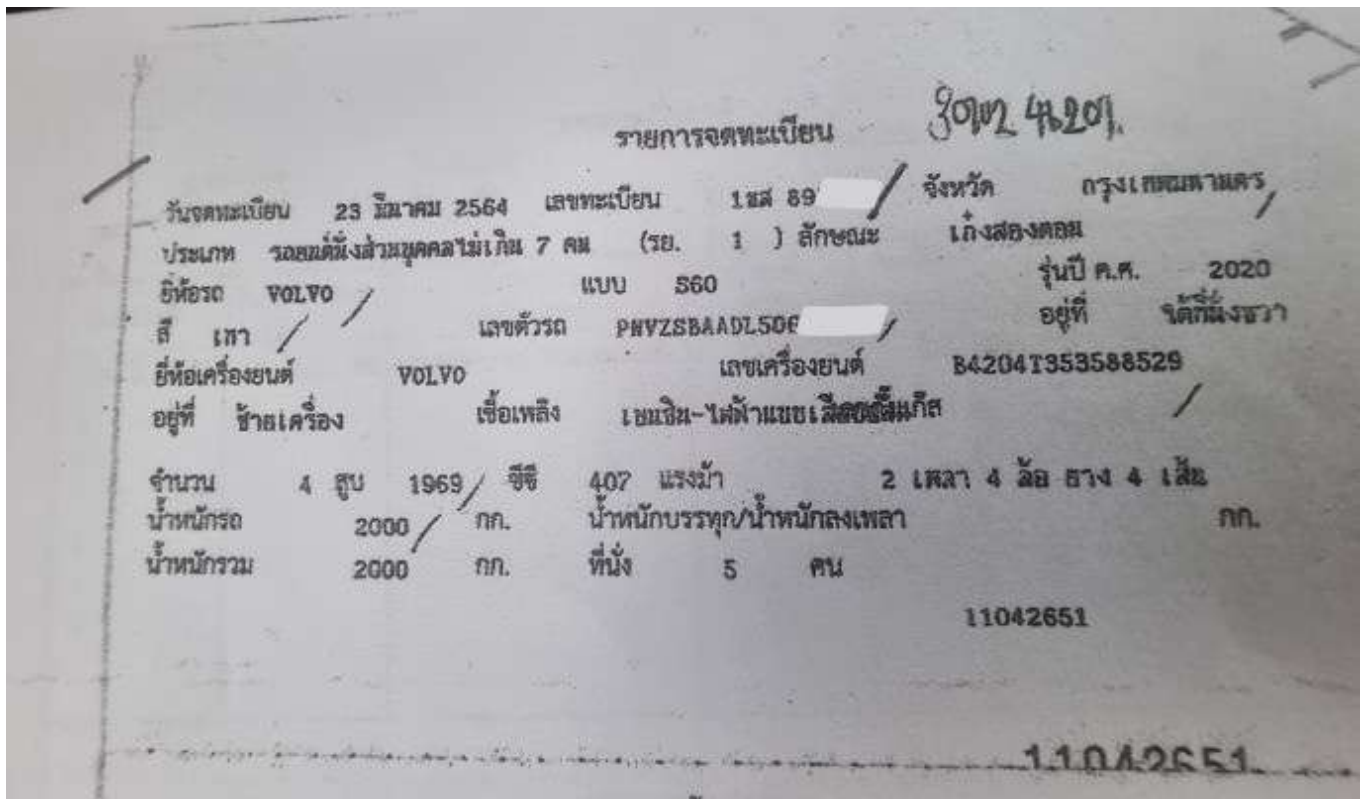 รายการจดทะเบียน
วันจดทะเบียน 23 มีนาคม 2564 เลขทะเบียน 1ขส 89 จังหวัด กรุงเทพมหานคร
ประเภท รถยนต์นั่งส่วนบุคคลไม่เกิน 7 คน (รย. 1 ) ลักษณะ เก๋งสองตอน
ยี่ห้อรถ VOLVO แบบ S60 รุ่นปี ค.ศ. 2020
สี เทา เลขตัวรถ PNVZSBAADL506 อยู่ที่ ใต้ที่นั่งขวา
ยี่ห้อเครื่องยนต์ VOLVO เลขเครื่องยนต์ B4204T353588529
อยู่ที่ ซ้ายเครื่อง เชื้อเพลิง เบนซิน-ไฟฟ้าแบบเสียบปลั๊ก
จำนวน 4 สูบ 1969 ซีซี 407 แรงม้า 2 เพลา 4 ล้อ ยาง 4 เส้น
น้ำหนักรถ 2000 กก. น้ำหนักบรรทุก/น้ำหนักลงเพลา กก.
น้ำหนักรวม 2000 กก. ที่นั่ง 5 คน
11042651
11042651